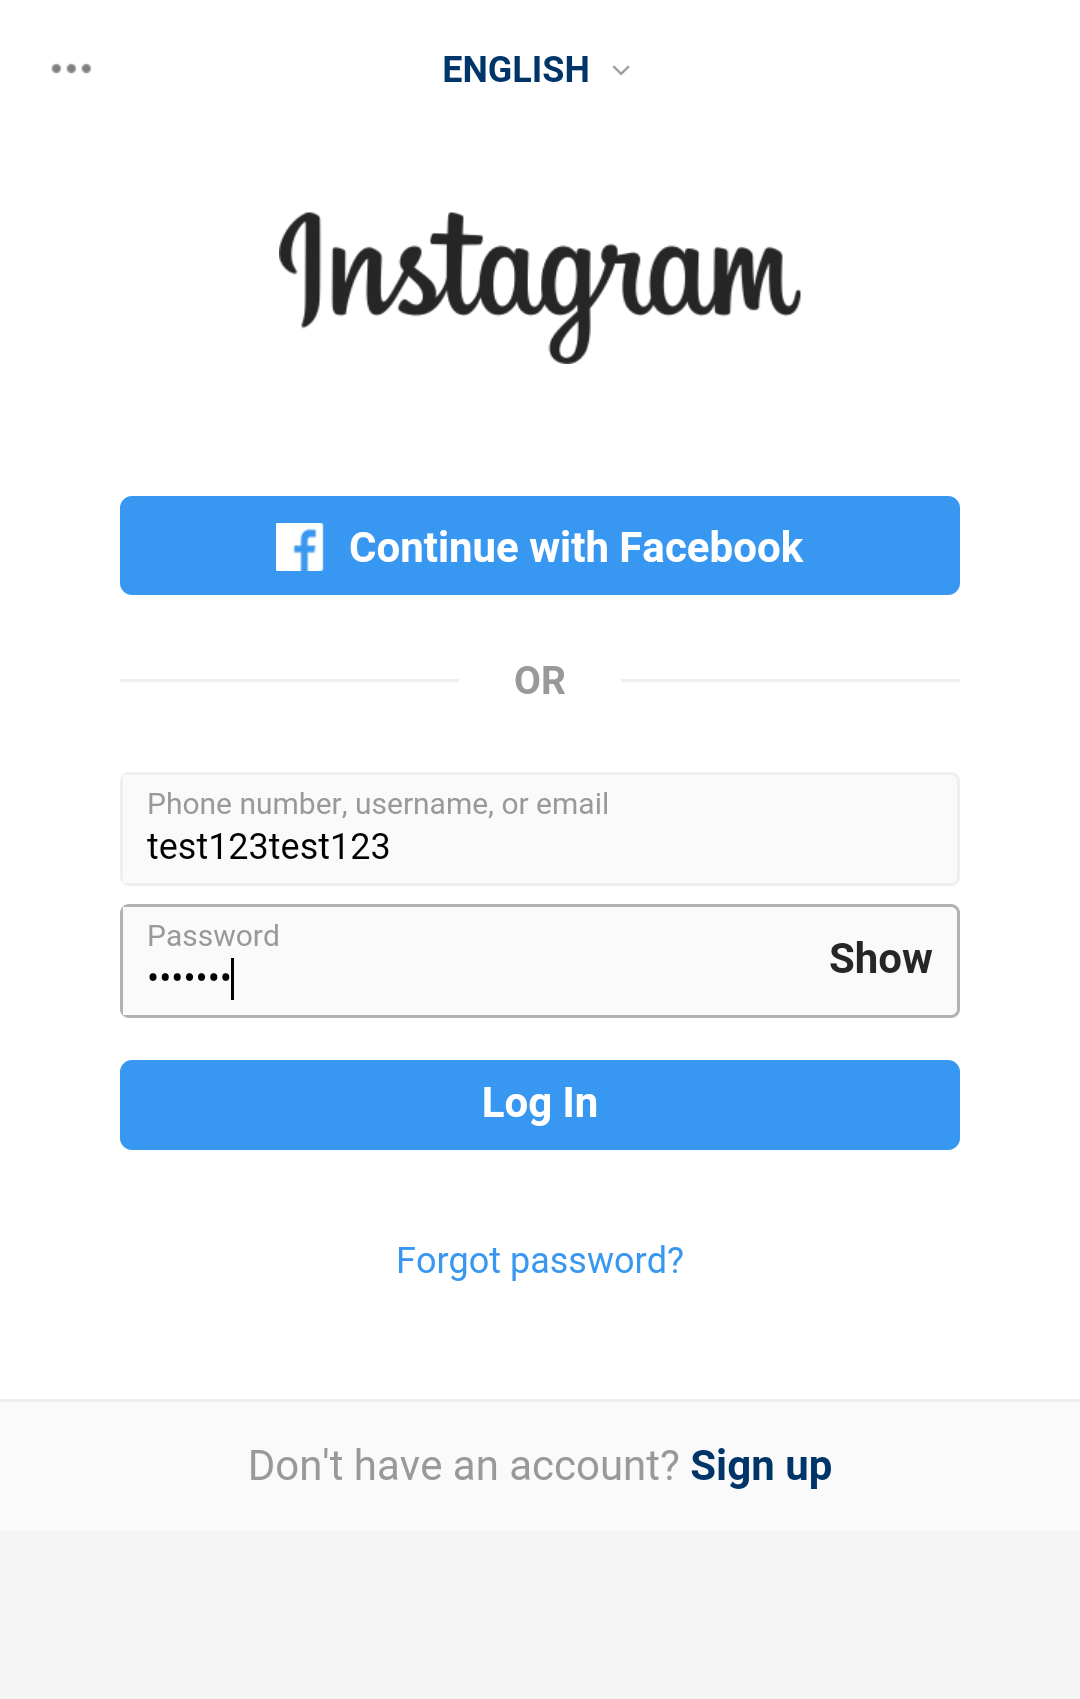 ENGLISH
Instagram
Continue with Facebook
OR
Phone number, username, or email
test123test123
Password
•••••••
Show
Log In
Forgot password?
Don't have an account? Sign up